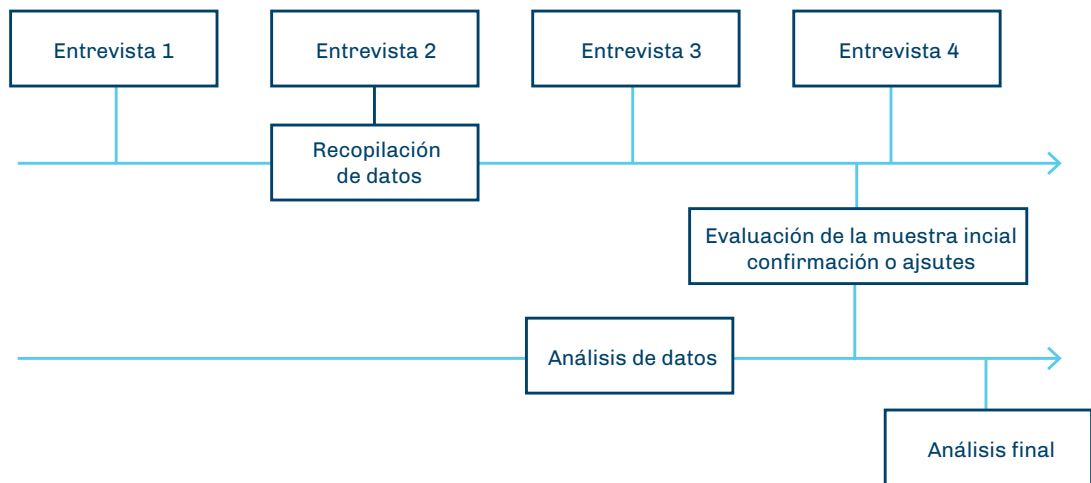 Entrevista 1
Entrevista 2
Entrevista 3
Entrevista 4
Recopilación
de datos
Evaluación de la muestra incial
confirmación o ajsutes
Análisis de datos
Análisis final